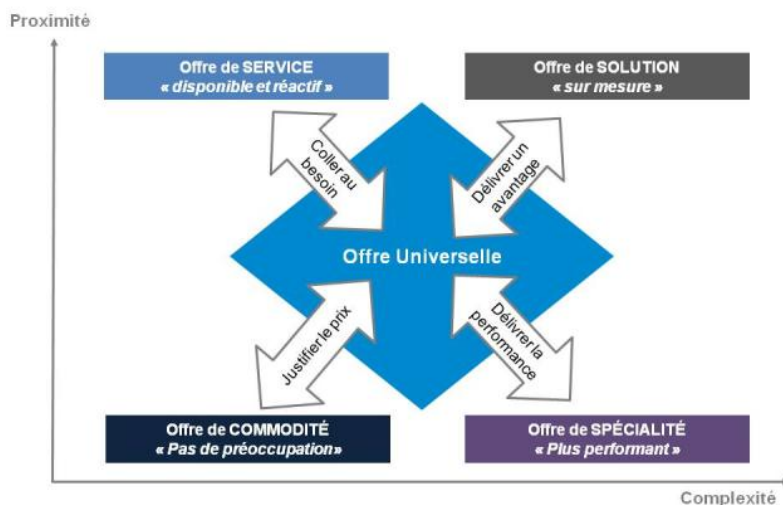 Proximité
Offre de SERVICE
« disponible et réactif »
Offre de SOLUTION
« sur mesure »
Coller au
besoin
Délivrer un
avantage
Offre Universelle
Justifier le prix
Délivrer la
performance
Offre de COMMODITÉ
« Pas de préoccupation»
Offre de SPÉCIALITÉ
« Plus performant »
Complexité